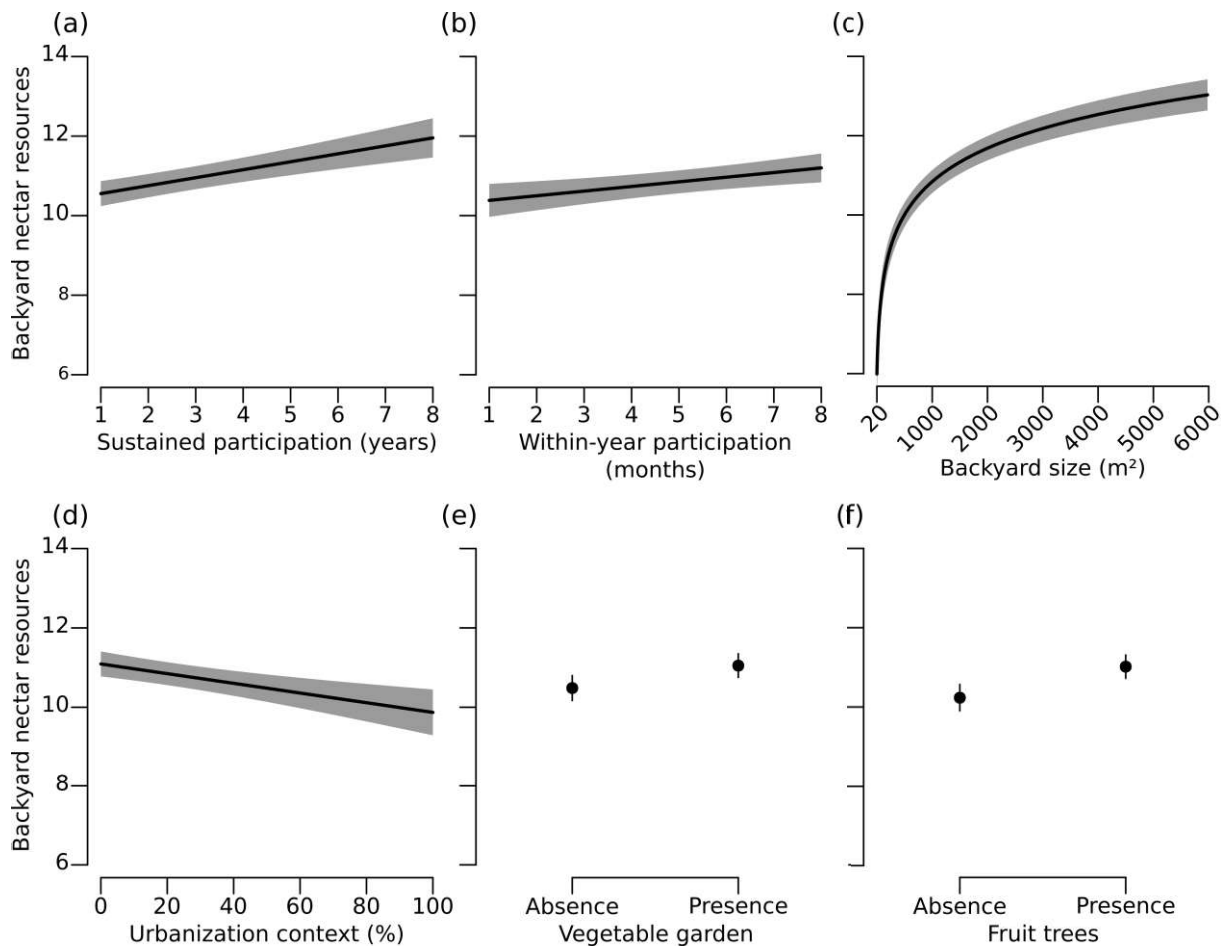 (a)
(b)
(c)
Backyard nectar resources
14
12
10
8
6
1 2 3 4 5 6 7 8
Sustained participation (years)
1 2 3 4 5 6 7 8
Within-year participation
(months)
20 1000 2000 3000 4000 5000 6000
Backyard size (m²)
(d)
(e)
(f)
Backyard nectar resources
14
12
10
8
6
0 20 40 60 80 100
Urbanization context (%)
Absence Presence
Vegetable garden
Absence Presence
Fruit trees